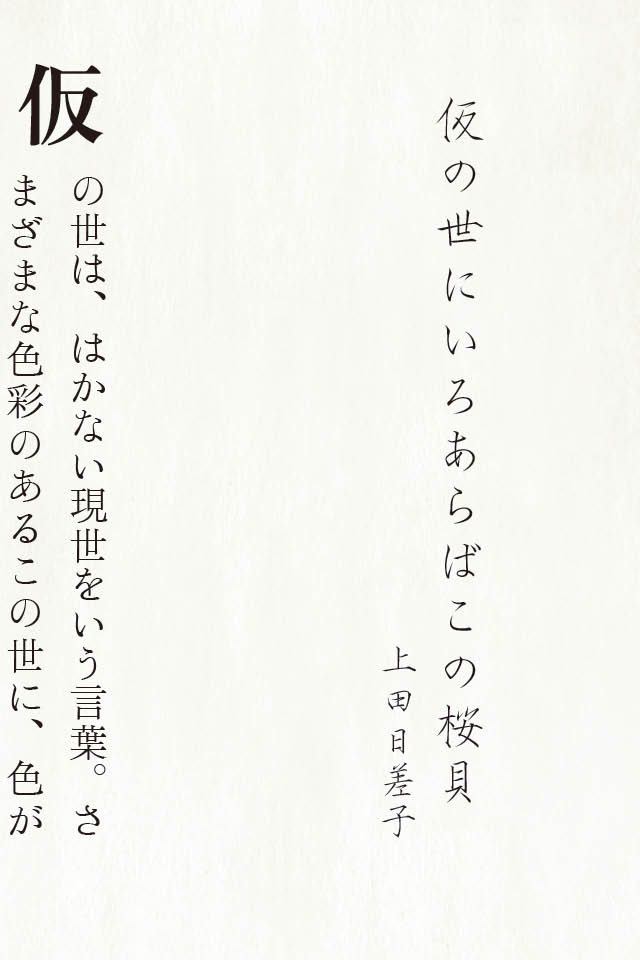 仮の世にいろあらばこの桜貝
上田日差子
仮の世は、はかない現世をいう言葉。さ
まざまな色彩のあるこの世に、色が